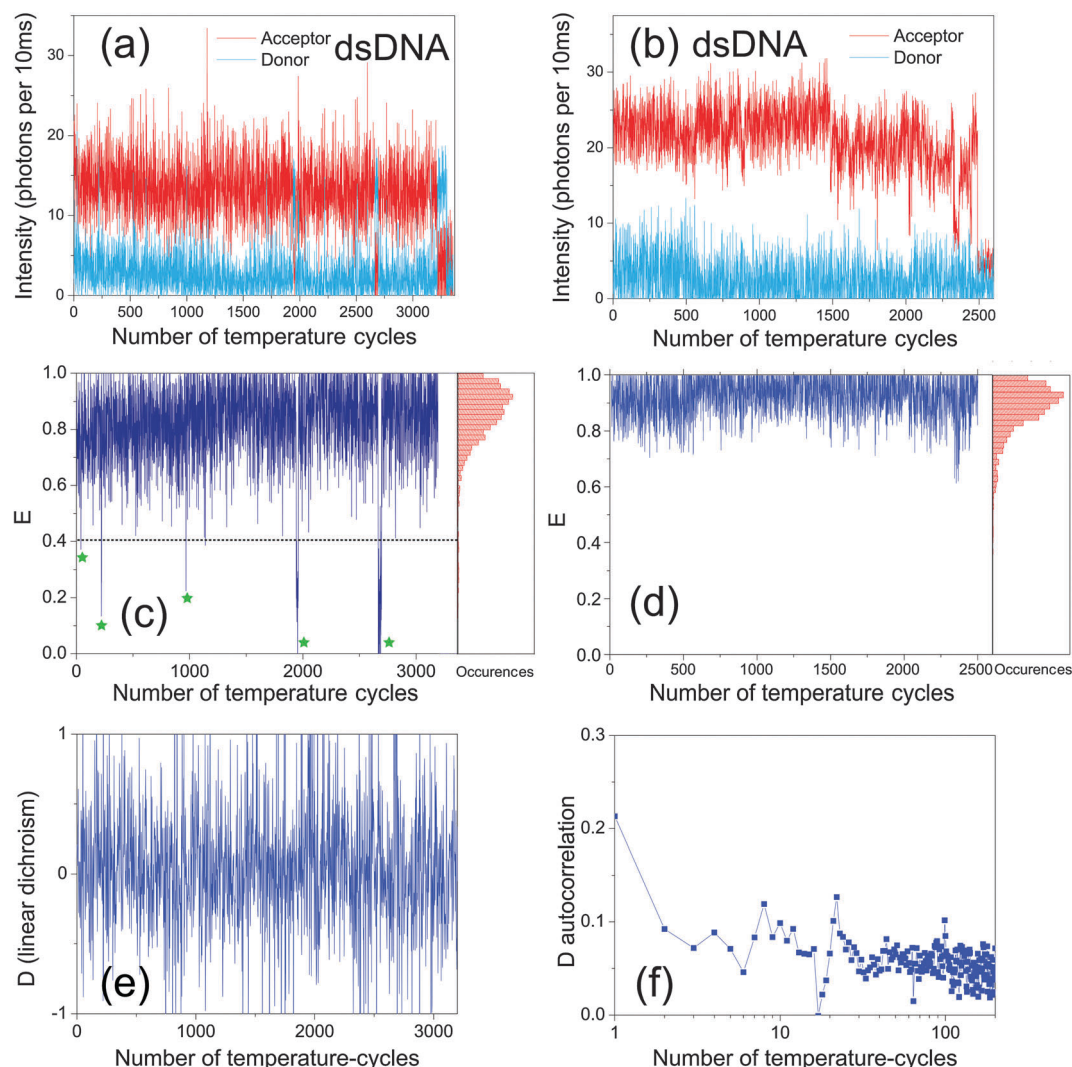 (a)
Acceptor
Donor
dsDNA
Intensity (photons per 10ms)
30
20
10
0
0 500 1000 1500 2000 2500 3000
Number of temperature cycles
(b)
dsDNA
Acceptor
Donor
Intensity (photons per 10ms)
30
20
10
0
0 500 1000 1500 2000 2500
Number of temperature cycles
1.0
0.8
0.6
0.4
0.2
0.0
E
(c)
0 1000 2000 3000
Occurences
Number of temperature cycles
1.0
0.8
0.6
0.4
0.2
0.0
E
(d)
0 500 1000 1500 2000 2500
Occurences
Number of temperature cycles
1
0
-1
D (linear dichroism)
(e)
0 1000 2000 3000
Number of temperature-cycles
0.3
0.2
0.1
0.0
D autocorrelation
(f)
1 10 100
Number of temperature-cycles